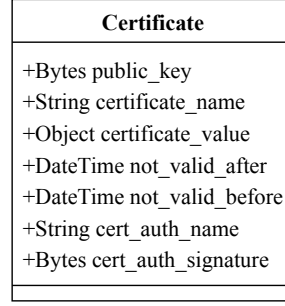 Certificate
+Bytes public_key
+String certificate_name
+Object certificate_value
+DateTime not_valid_after
+DateTime not_valid_before
+String cert_auth_name
+Bytes cert_auth_signature